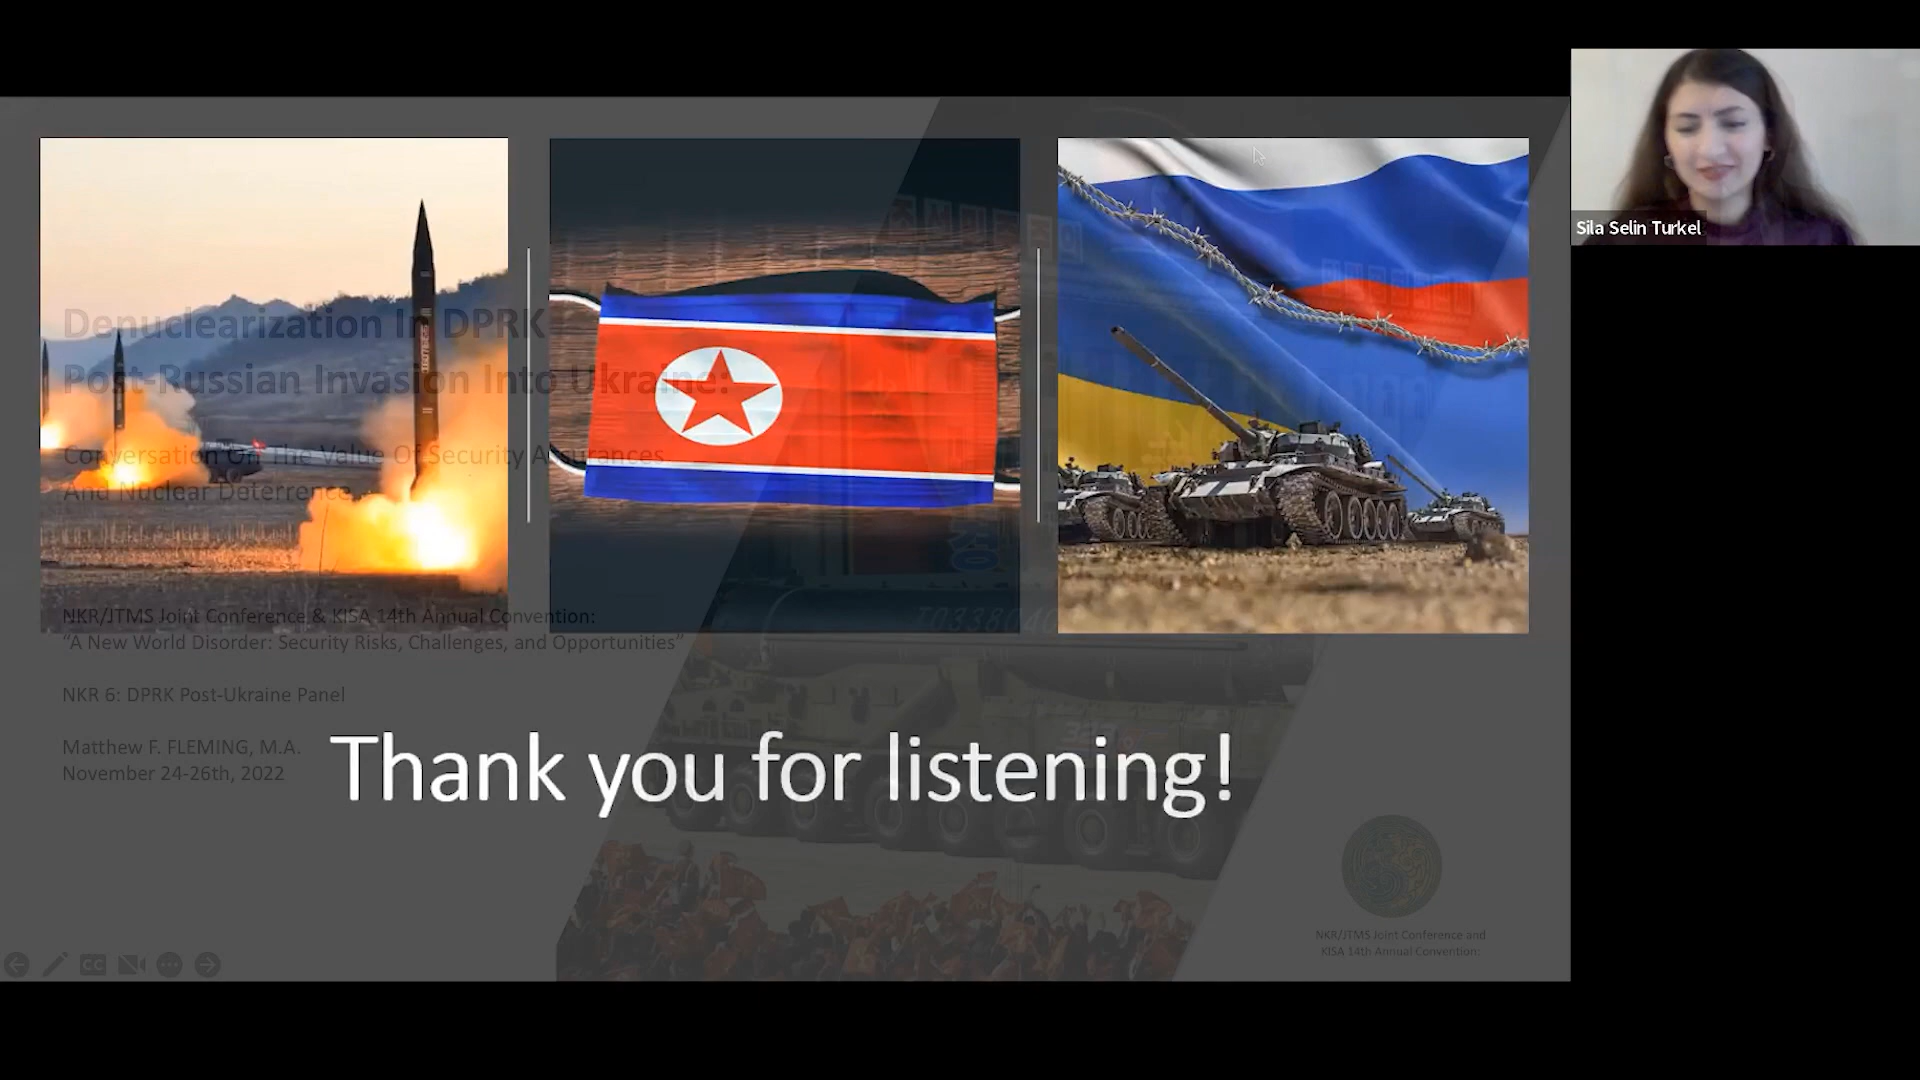 Sila Selin Turkel
Denuclearization In DPRK
Post-Russian Invasion Into Ukraine:
Conversation On The Value Of Security Assurances
And Nuclear Deterrence
NKR/JTMS Joint Conference & KISA 14th Annual Convention:
“A New World Disorder: Security Risks, Challenges, and Opportunities”
NKR 6: DPRK Post-Ukraine Panel
Matthew F. FLEMING, M.A.
November 24-26th, 2022
Thank you for listening!
NKR/JTMS Joint Conference and
KISA 14th Annual Convention:
CC